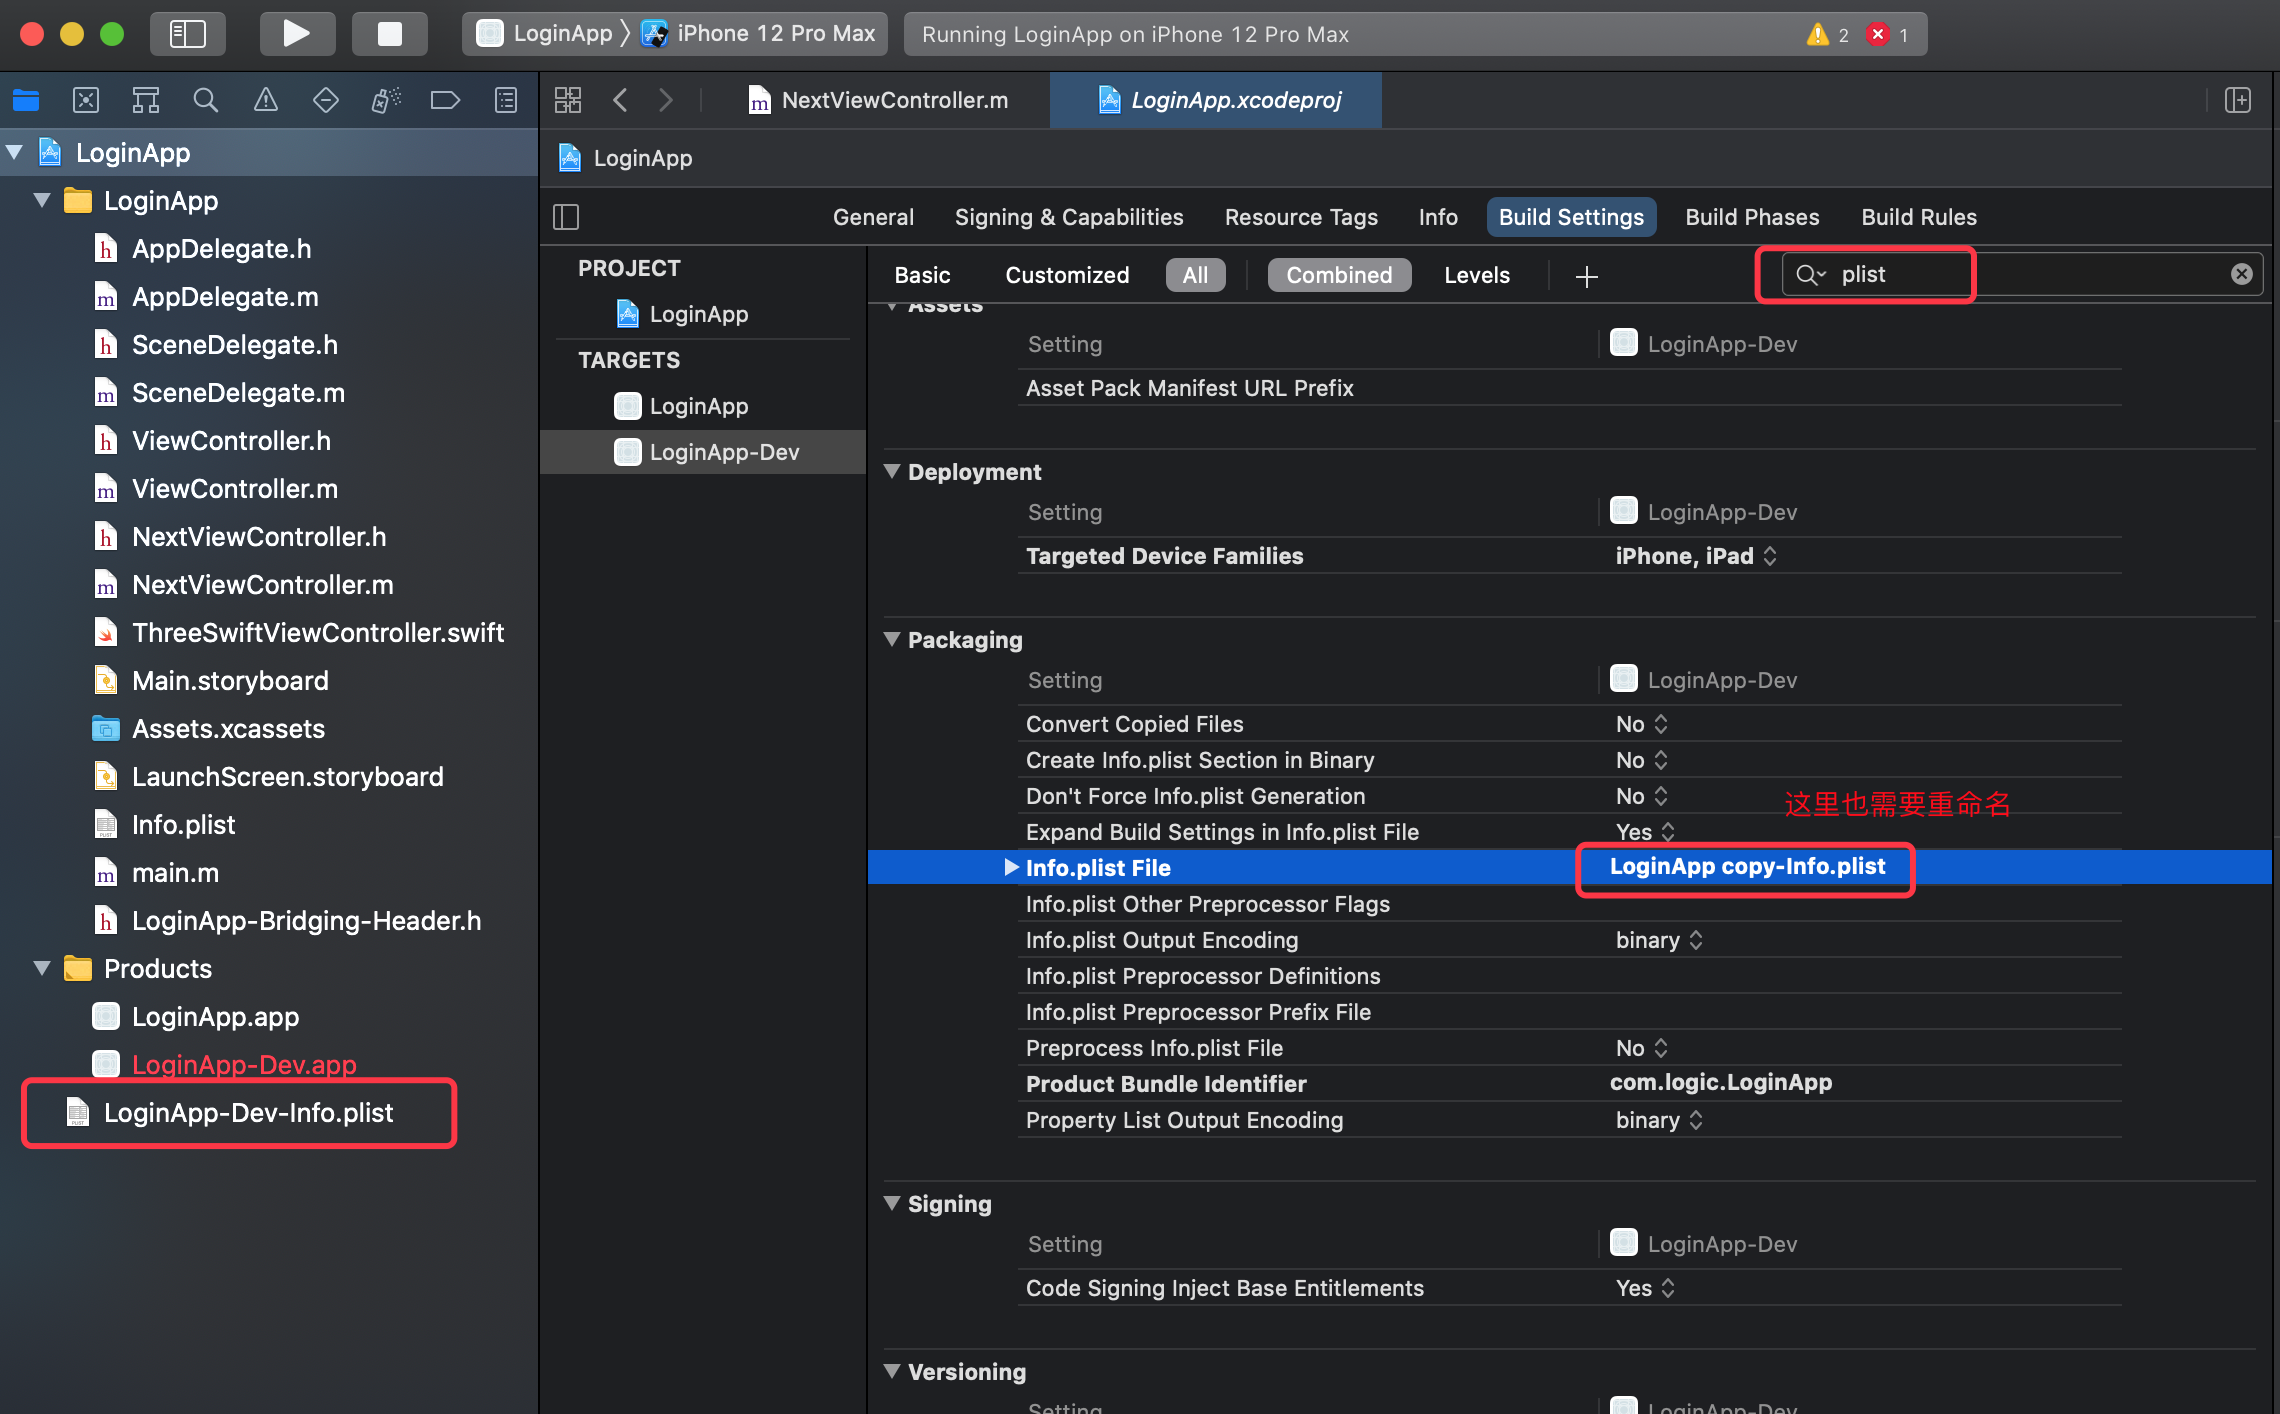 LoginApp
iPhone 12 Pro Max
Running LoginApp on iPhone 12 Pro Max
2
1
NextViewController.m
LoginApp.xcodeproj
LoginApp
LoginApp
AppDelegate.h
AppDelegate.m
SceneDelegate.h
SceneDelegate.m
ViewController.h
ViewController.m
NextViewController.h
NextViewController.m
ThreeSwiftViewController.swift
Main.storyboard
Assets.xcassets
LaunchScreen.storyboard
Info.plist
main.m
LoginApp-Bridging-Header.h
Products
LoginApp.app
LoginApp-Dev.app
LoginApp-Dev-Info.plist
LoginApp
General
Signing & Capabilities
Resource Tags
Info
Build Settings
Build Phases
Build Rules
PROJECT
LoginApp
TARGETS
LoginApp
LoginApp-Dev
Basic
Customized
All
Combined
Levels
plist
Assets
Setting
LoginApp-Dev
Asset Pack Manifest URL Prefix
Deployment
Setting
LoginApp-Dev
Targeted Device Families
iPhone, iPad
Packaging
Setting
LoginApp-Dev
Convert Copied Files
No
Create Info.plist Section in Binary
No
Don't Force Info.plist Generation
No
这里也需要重命名
Expand Build Settings in Info.plist File
Yes
Info.plist File
LoginApp copy-Info.plist
Info.plist Other Preprocessor Flags
Info.plist Output Encoding
binary
Info.plist Preprocessor Definitions
Info.plist Preprocessor Prefix File
Preprocess Info.plist File
No
Product Bundle Identifier
com.logic.LoginApp
Property List Output Encoding
binary
Signing
Setting
LoginApp-Dev
Code Signing Inject Base Entitlements
Yes
Versioning
Setting
LoginApp-Dev